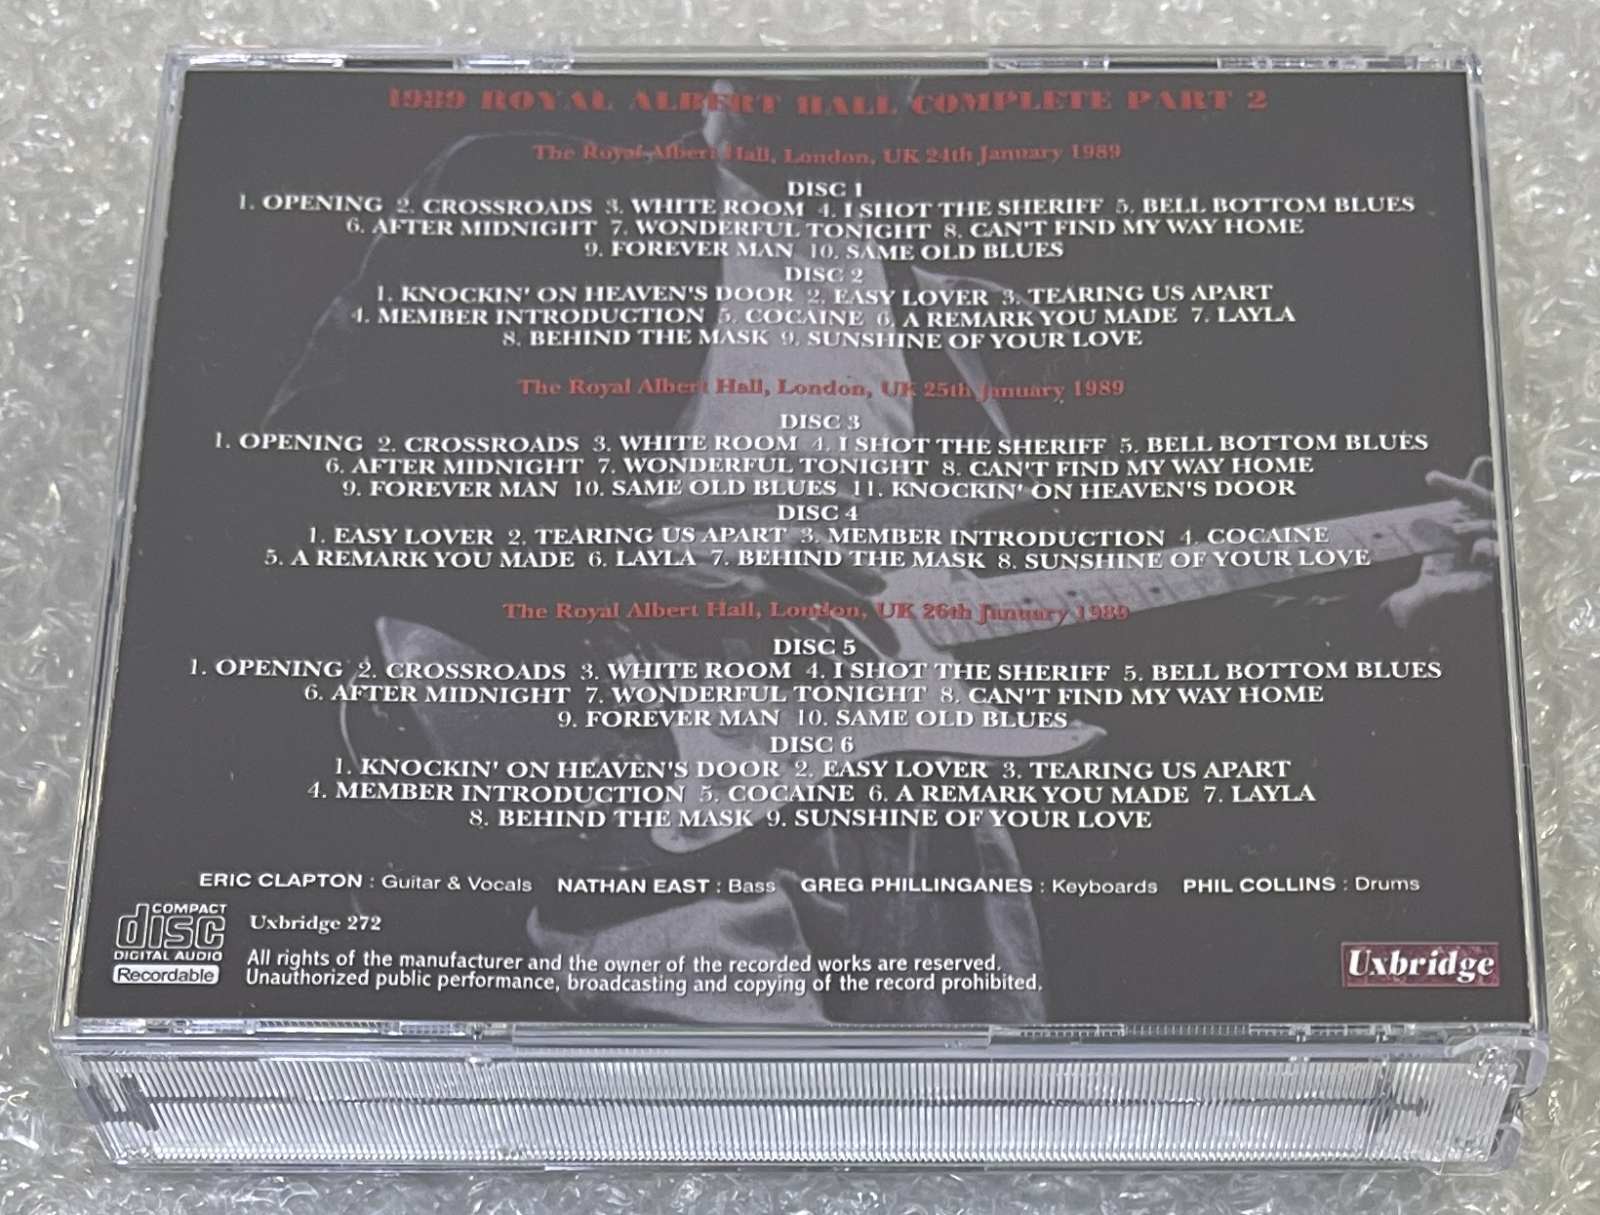 1989 ROYAL ALBERT HALL COMPLETE PART 2
The Royal Albert Hall, London, UK 24th January 1989
DISC 1
1. OPENING 2. CROSSROADS 3. WHITE ROOM 4. I SHOT THE SHERIFF 5. BELL BOTTOM BLUES
6. AFTER MIDNIGHT 7. WONDERFUL TONIGHT 8. CAN'T FIND MY WAY HOME
9. FOREVER MAN 10. SAME OLD BLUES
DISC 2
1. KNOCKIN' ON HEAVEN'S DOOR 2. EASY LOVER 3. TEARING US APART
4. MEMBER INTRODUCTION 5. COCAINE 6. A REMARK YOU MADE 7. LAYLA
8. BEHIND THE MASK 9. SUNSHINE OF YOUR LOVE
The Royal Albert Hall, London, UK 25th January 1989
DISC 3
1. OPENING 2. CROSSROADS 3. WHITE ROOM 4. I SHOT THE SHERIFF 5. BELL BOTTOM BLUES
6. AFTER MIDNIGHT 7. WONDERFUL TONIGHT 8. CAN'T FIND MY WAY HOME
9. FOREVER MAN 10. SAME OLD BLUES 11. KNOCKIN' ON HEAVEN'S DOOR
DISC 4
1. EASY LOVER 2. TEARING US APART 3. MEMBER INTRODUCTION 4. COCAINE
5. A REMARK YOU MADE 6. LAYLA 7. BEHIND THE MASK 8. SUNSHINE OF YOUR LOVE
The Royal Albert Hall, London, UK 26th January 1989
DISC 5
1. OPENING 2. CROSSROADS 3. WHITE ROOM 4. I SHOT THE SHERIFF 5. BELL BOTTOM BLUES
6. AFTER MIDNIGHT 7. WONDERFUL TONIGHT 8. CAN'T FIND MY WAY HOME
9. FOREVER MAN 10. SAME OLD BLUES
DISC 6
1. KNOCKIN' ON HEAVEN'S DOOR 2. EASY LOVER 3. TEARING US APART
4. MEMBER INTRODUCTION 5. COCAINE 6. A REMARK YOU MADE 7. LAYLA
8. BEHIND THE MASK 9. SUNSHINE OF YOUR LOVE
ERIC CLAPTON : Guitar & Vocals NATHAN EAST : Bass GREG PHILLINGANES : Keyboards PHIL COLLINS : Drums
COMPACT
disc
DIGITAL AUDIO
Recordable
Uxbridge 272
All rights of the manufacturer and the owner of the recorded works are reserved.
Unauthorized public performance, broadcasting and copying of the record prohibited.
Uxbridge